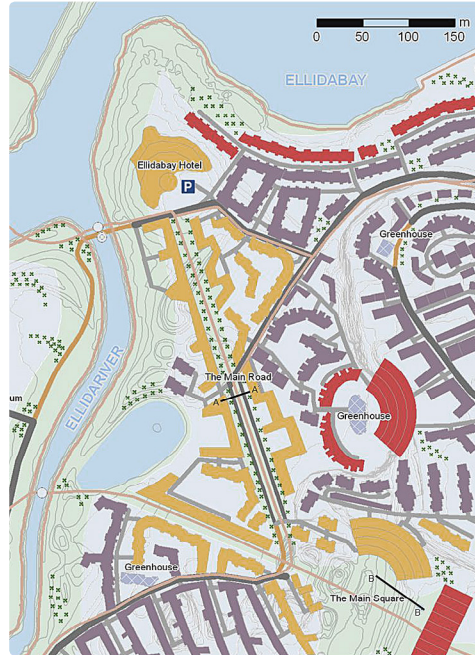 m
0 50 100 150
ELLIDABAY
Ellidabay Hotel
P
Greenhouse
ELLIDARIVER
The Main Road
A A
um
Greenhouse
Greenhouse
B
The Main Square
B